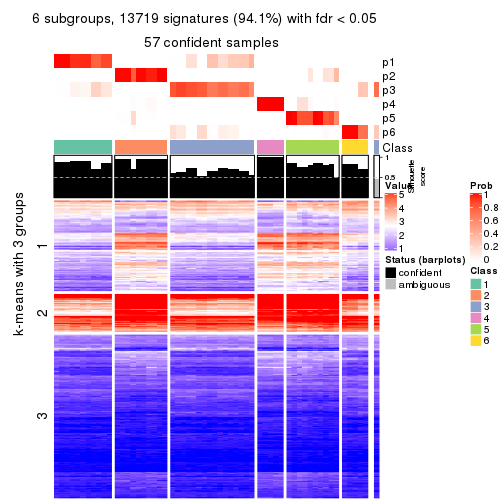 6 subgroups, 13719 signatures (94.1%) with fdr < 0.05
57 confident samples
p1
p2
p3
p4
p5
p6
Class
1
0.5
Silhouette
score
k-means with 3 groups
1
2
3
Value
5
4
3
2
1
Status (barplots)
confident
ambiguous
Prob
1
0.8
0.6
0.4
0.2
0
Class
1
2
3
4
5
6